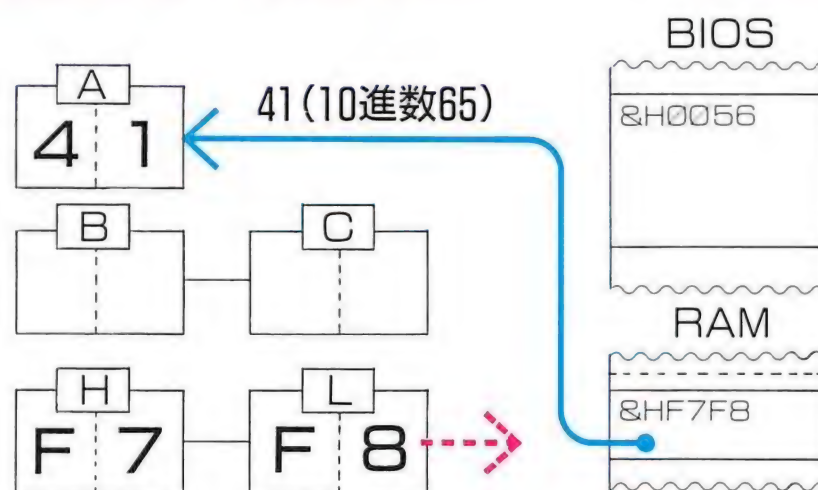 BIOS
A
41(10進数65)
&H0056
4 1
B C
RAM
H L
&HF7F8
F 7 F 8